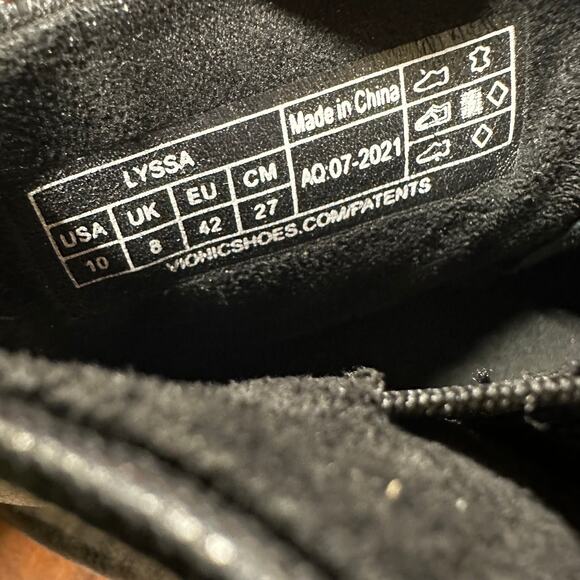 LYSSA
Made in China
USA UK EU CM
10 8 42 27
AQ:07-2021
VIONICSHOES.COM/PATENTS